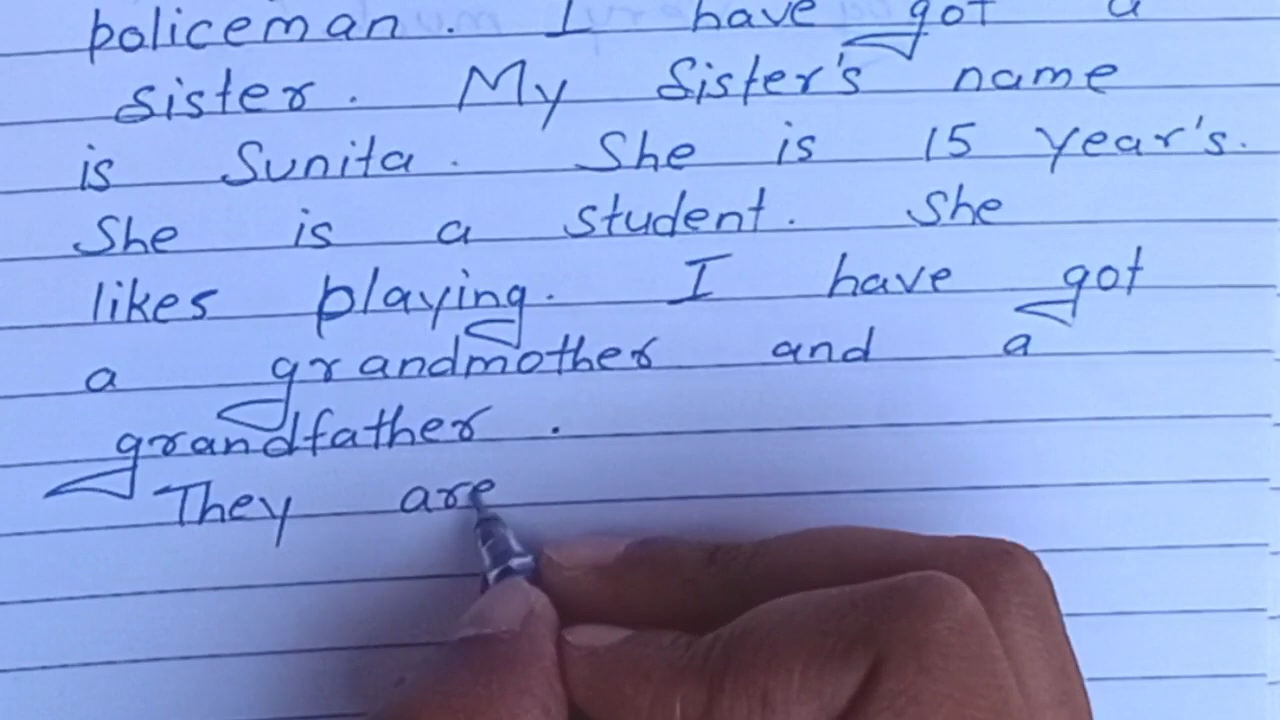 policeman. I have got a
sister. My Sister's name
is Sunita. She is 15 year's.
She is a student. She
likes playing. I have got
a grandmother and a
grandfather.
They are